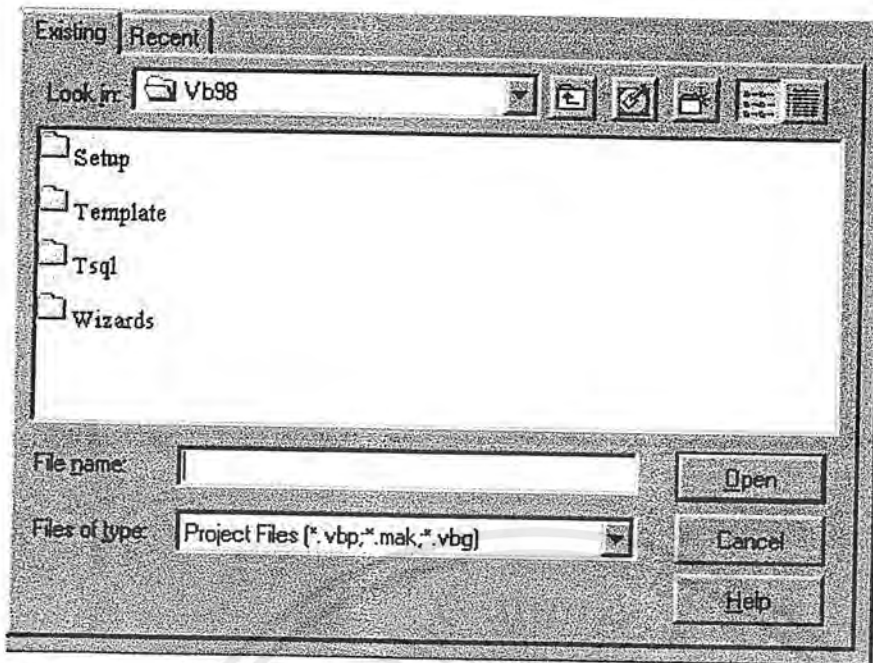 Existing Recent
Look in: Vb98
Setup
Template
Tsql
Wizards
File name:
Open
Files of type: Project Files (*.vbp;*.mak;*.vbg)
Cancel
Help